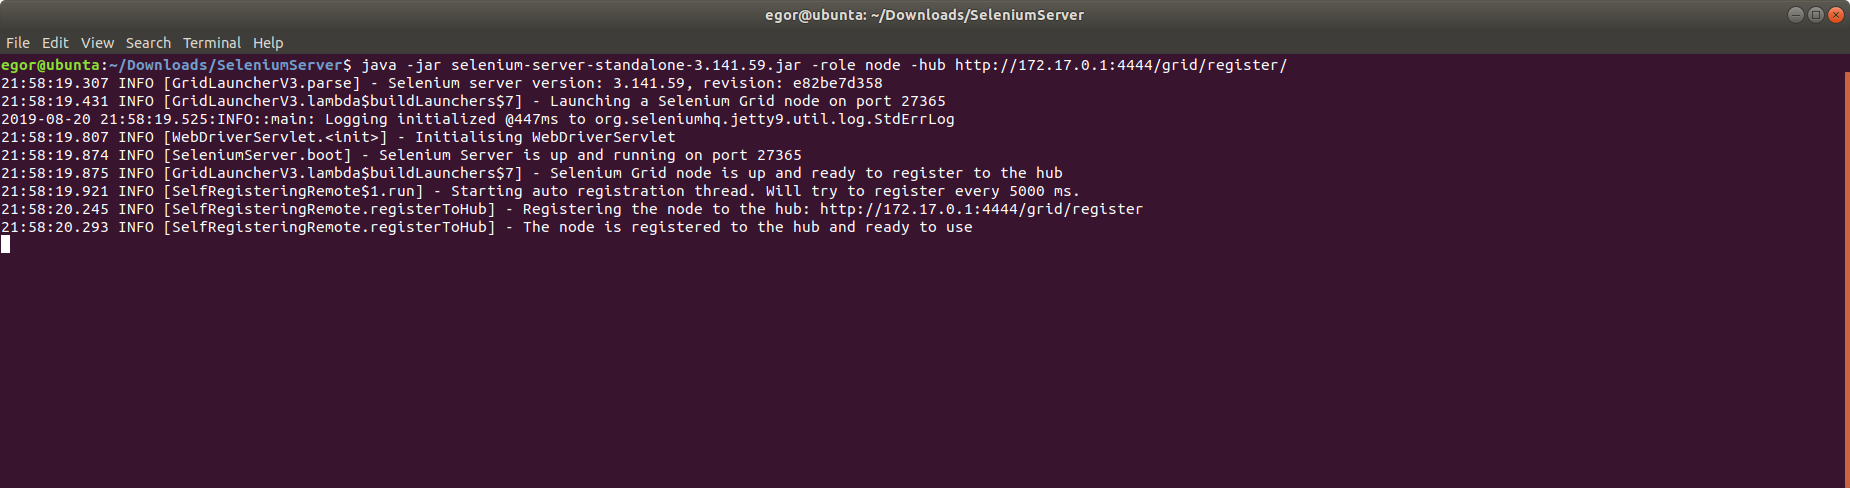 egor@ubunta: ~/Downloads/SeleniumServer
File Edit View Search Terminal Help
egor@ubunta:~/Downloads/SeleniumServer$ java -jar selenium-server-standalone-3.141.59.jar -role node -hub http://172.17.0.1:4444/grid/register/
21:58:19.307 INFO [GridLauncherV3.parse] - Selenium server version: 3.141.59, revision: e82be7d358
21:58:19.431 INFO [GridLauncherV3.lambda$buildLaunchers$7] - Launching a Selenium Grid node on port 27365
2019-08-20 21:58:19.525:INFO::main: Logging initialized @447ms to org.seleniumhq.jetty9.util.log.StdErrLog
21:58:19.807 INFO [WebDriverServlet.<init>] - Initialising WebDriverServlet
21:58:19.874 INFO [SeleniumServer.boot] - Selenium Server is up and running on port 27365
21:58:19.875 INFO [GridLauncherV3.lambda$buildLaunchers$7] - Selenium Grid node is up and ready to register to the hub
21:58:19.921 INFO [SelfRegisteringRemote$1.run] - Starting auto registration thread. Will try to register every 5000 ms.
21:58:20.245 INFO [SelfRegisteringRemote.registerToHub] - Registering the node to the hub: http://172.17.0.1:4444/grid/register
21:58:20.293 INFO [SelfRegisteringRemote.registerToHub] - The node is registered to the hub and ready to use